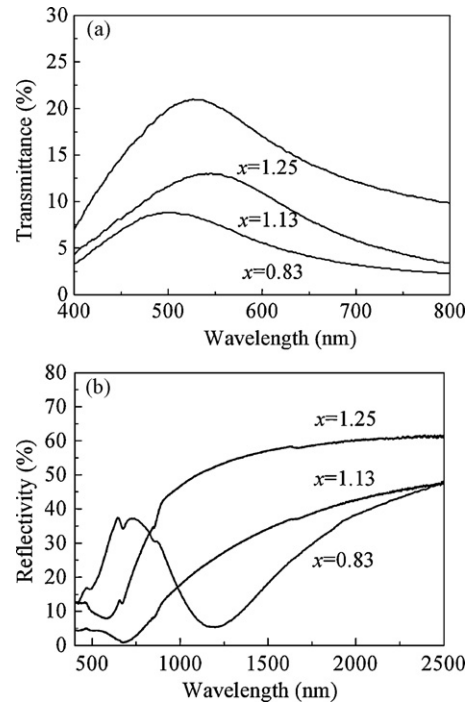 (a)
30
25
20
15
10
5
0
Transmittance (%)
x=1.25
x=1.13
x=0.83
400 500 600 700 800
Wavelength (nm)
(b)
80
70
60
50
40
30
20
10
0
Reflectivity (%)
x=1.25
x=1.13
x=0.83
500 1000 1500 2000 2500
Wavelength (nm)